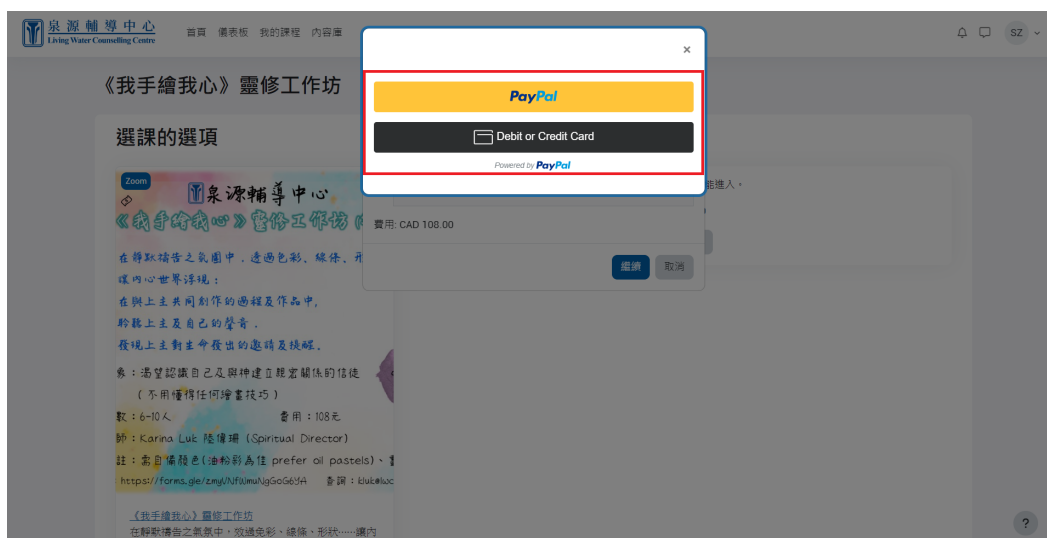 泉源輔導中心
Living Water Counselling Centre
首頁 儀表板 我的課程 內容庫
SZ
×
《我手繪我心》靈修工作坊
PayPal
Debit or Credit Card
Powered by PayPal
選課的選項
能進人。
Zoom
泉源輔導中心
《我手繪我心》靈修工作坊
費用: CAD 108.00
繼續 取消
在靜默禱告之氛圍中,透過色彩、線條、形
讓內心世界浮現:
在與上主共同創作的過程及作品中,
聆聽上主及自己的聲音.
發現上主對生命發出的邀請及提醒.
象:渴望認識自己及與神建立親密關係的信徒
(不用懂得任何繪畫技巧)
數:6-10人 費用:108元
師:Karina Luk 陸偉珊 (Spiritual Director)
註:需自備顏色(油粉彩為佳 prefer oil pastels)、
查詢:
《我手繪我心》靈修工作坊
在靜默禱告之氛氛中,效過免彩、線條、形狀⋯⋯讓內
?